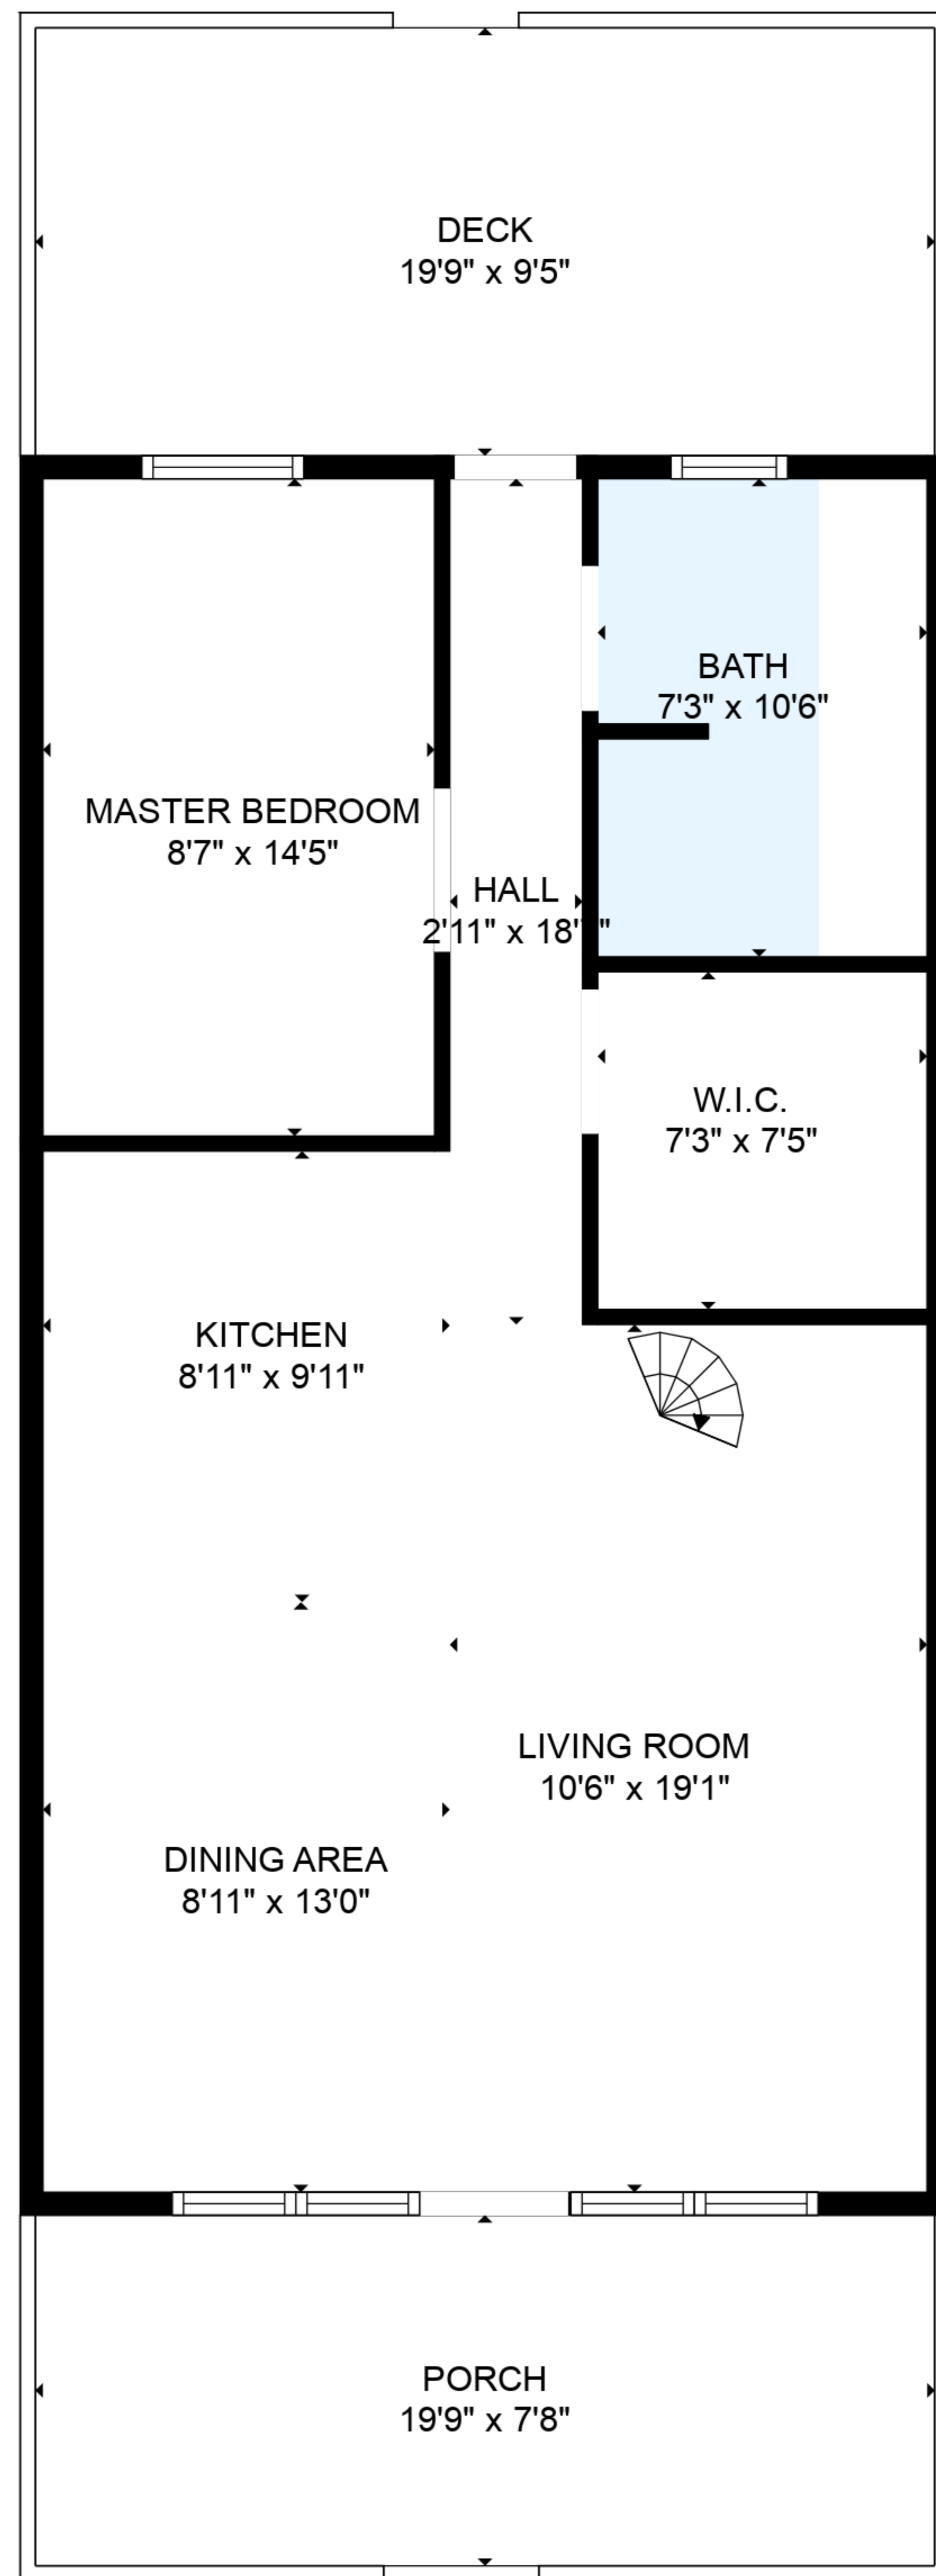 DECK
19'9" x 9'5"
BATH
7'3" x 10'6"
MASTER BEDROOM
8'7" x 14'5"
HALL
2'11" x
W.I.C.
7'3" x 7'5"
KITCHEN
8'11" x 9'11"
LIVING ROOM
10'6" x 19'1"
DINING AREA
8'11" x 13'0"
PORCH
19'9" x 7'8"